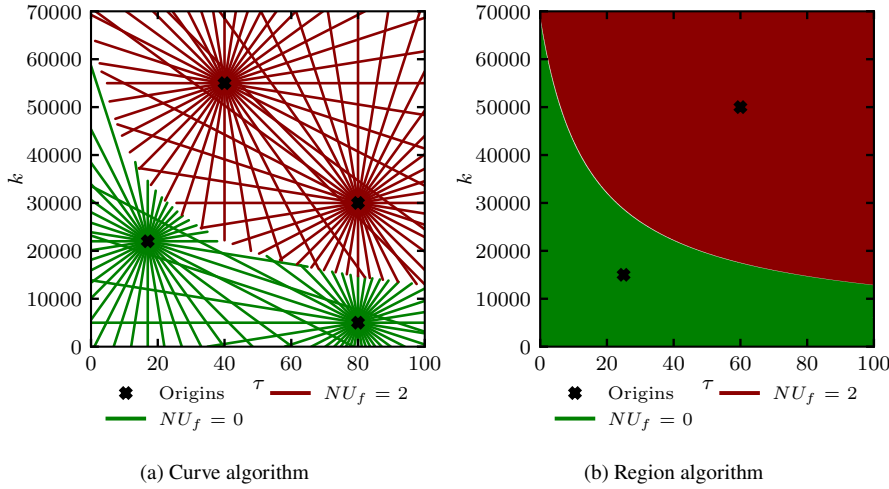 70000
60000
50000
40000
k
30000
20000
10000
0
0 20 40 60 80 100
τ
Origins
NU_f = 2
NU_f = 0
(a) Curve algorithm
70000
60000
50000
40000
k
30000
20000
10000
0
0 20 40 60 80 100
τ
Origins
NU_f = 2
NU_f = 0
(b) Region algorithm